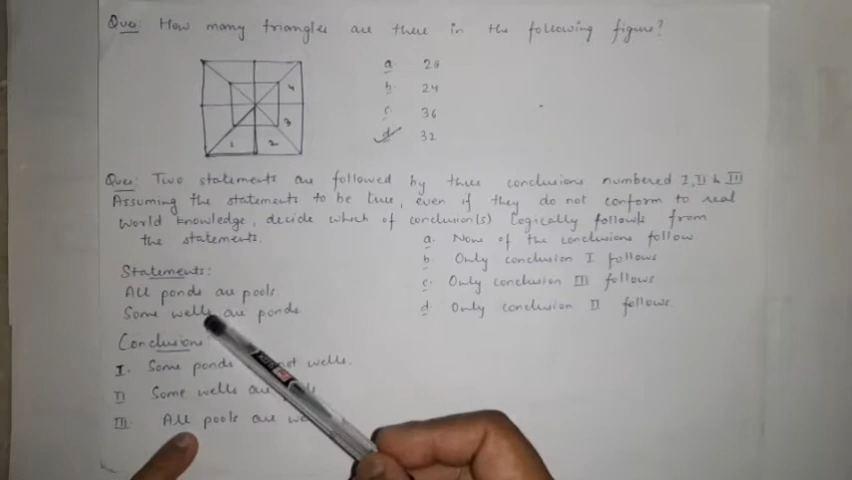 Ques: How many triangles are there in the following figure?
a 28
b. 24
c. 36
d. 32
1 2 3 4
Ques: Two statements are followed by three conclusions numbered I, II & III
Assuming the statements to be true, even if they do not conform to real
world knowledge, decide which of conclusion(s) logically follows from
the statements.
a. None of the conclusions follow
b. Only conclusion I follows
c. Only conclusion III follows
d. Only conclusion II follows
Statements:
All ponds are pools
Some wells are ponds
Conclusions:
I. Some ponds not wells.
II Some wells are
III. All pools are